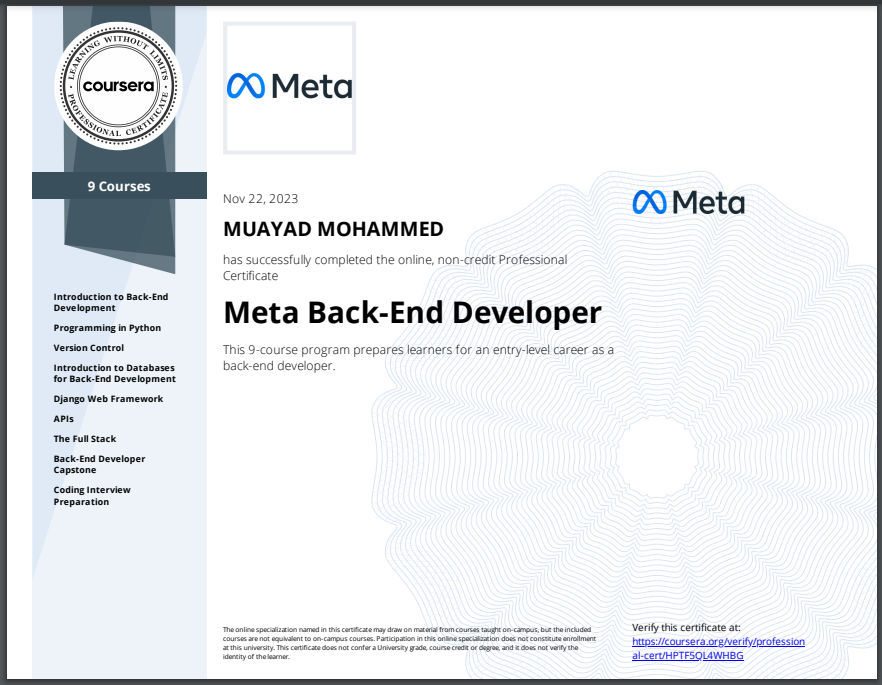 LEARNING WITHOUT LIMITS
coursera
PROFESSIONAL CERTIFICATE
9 Courses
Introduction to Back-End
Development
Programming in Python
Version Control
Introduction to Databases
for Back-End Development
Django Web Framework
APIs
The Full Stack
Back-End Developer
Capstone
Coding Interview
Preparation
Meta
Nov 22, 2023
MUAYAD MOHAMMED
has successfully completed the online, non-credit Professional
Certificate
Meta Back-End Developer
This 9-course program prepares learners for an entry-level career as a
back-end developer.
Meta
The online specialization named in this certificate may draw on material from courses taught on-campus, but the included
courses are not equivalent to on-campus courses. Participation in this online specialization does not constitute enrollment
at this university. This certificate does not confer a University grade, course credit or degree, and it does not verify the
identity of the learner.
Verify this certificate at:
https://coursera.org/verify/profession
al-cert/HPTF5QL4WHBG